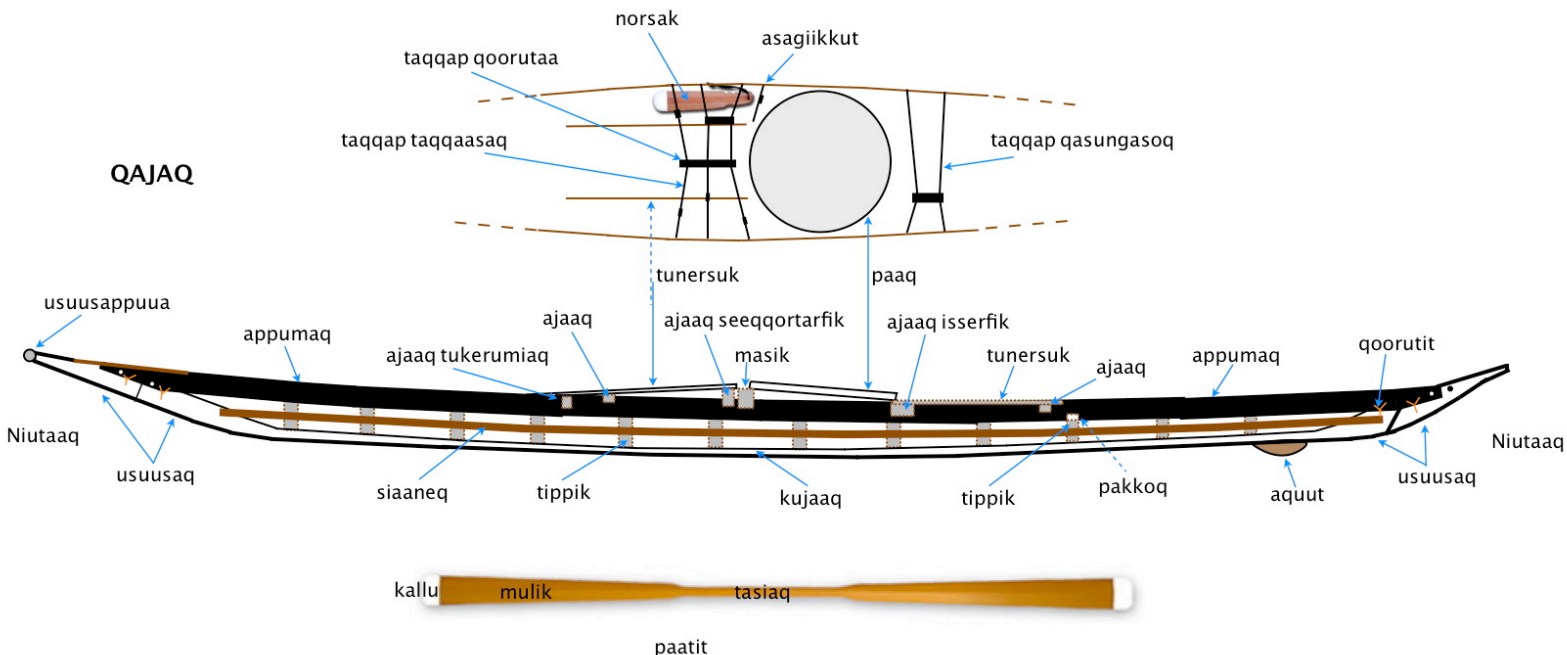 norsak
asagiikkut
taqqap qoorutaa
taqqap taqqaasaq
taqqap qasungasoq
QAJAQ
tunersuk
paaq
usuusappuua
ajaaq
ajaaq seeqqortarfik
ajaaq isserfik
appumaq
ajaaq tukerumiaq
masik
tunersuk
ajaaq
appumaq
qoorutit
Niutaaq
Niutaaq
usuusaq
siaaneq
tippik
kujaaq
tippik
pakkoq
aquut
usuusaq
kallu
mulik
tasiaq
paatit